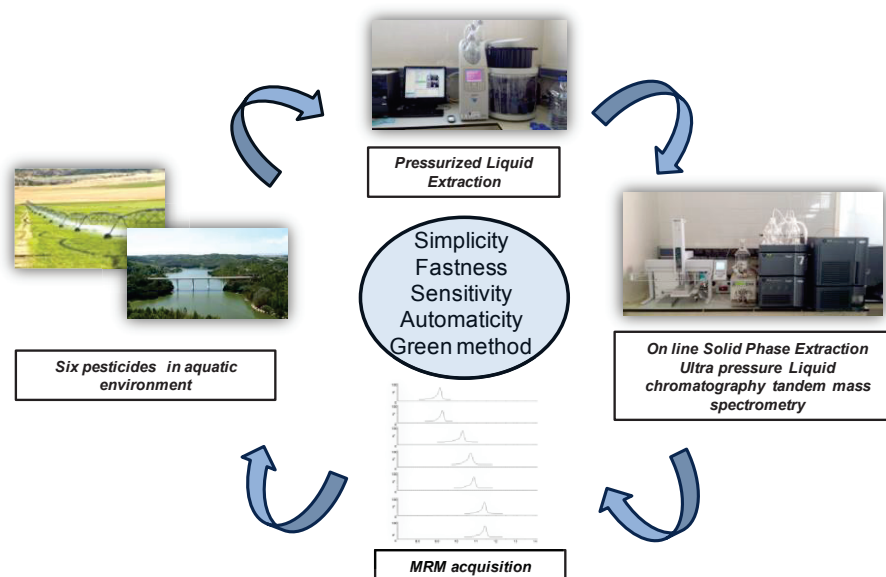 Pressurized Liquid
Extraction
Simplicity
Fastness
Sensitivity
Automaticity
Green method
Six pesticides in aquatic
environment
On line Solid Phase Extraction
Ultra pressure Liquid
chromatography tandem mass
spectrometry
MRM acquisition